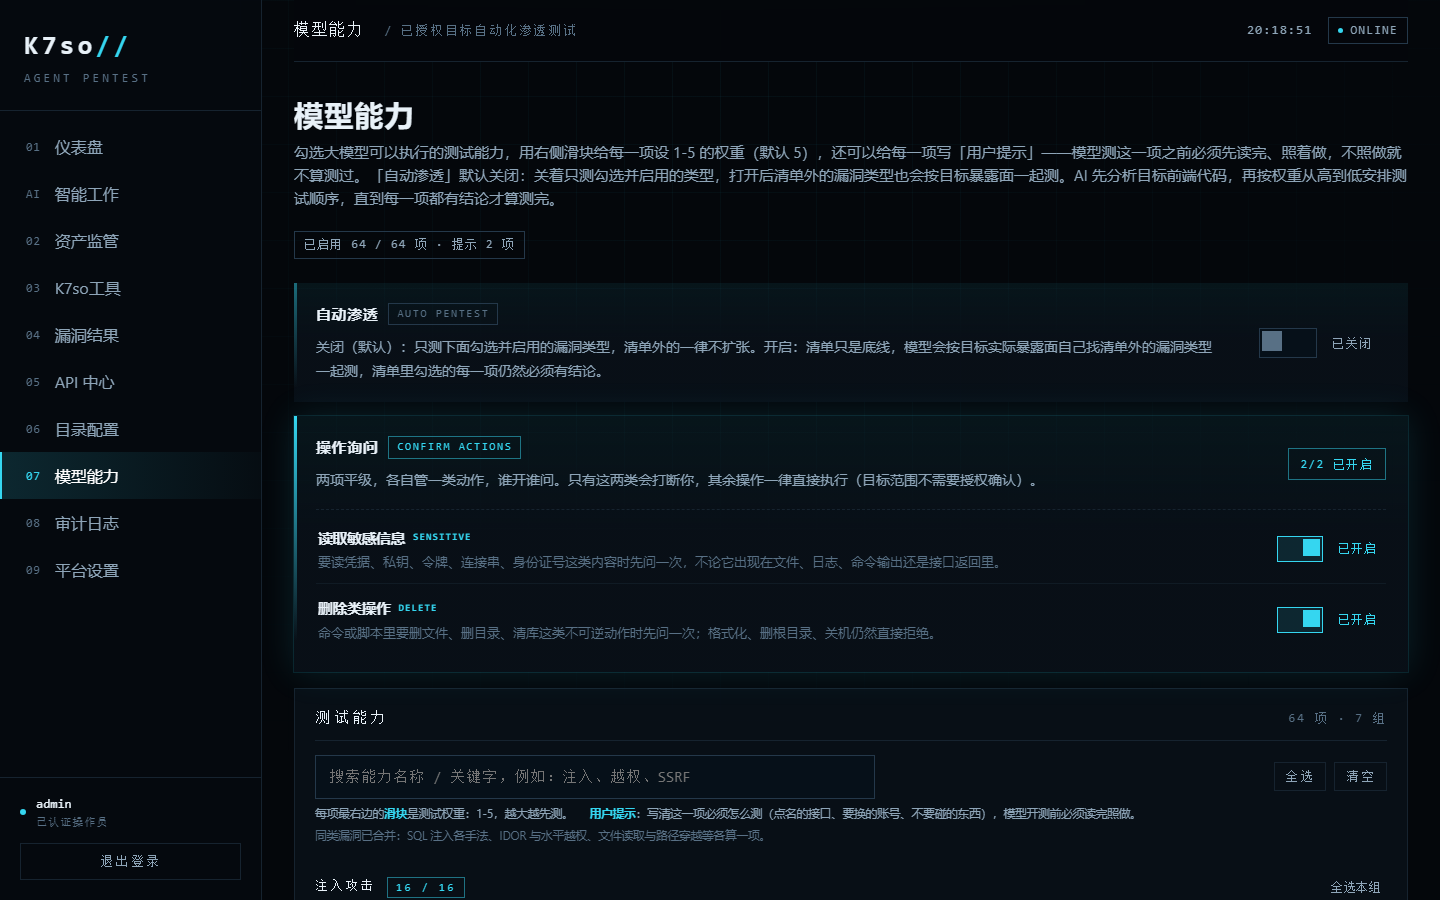 K7so//
AGENT PENTEST
01 仪表盘
AI 智能工作
02 资产监管
03 K7so工具
04 漏洞结果
05 API 中心
06 目录配置
07 模型能力
08 审计日志
09 平台设置
admin
已认证操作员
退出登录
模型能力 / 已授权目标自动化渗透测试
20:18:51
ONLINE
模型能力
勾选大模型可以执行的测试能力，用右侧滑块给每一项设 1-5 的权重（默认 5），还可以给每一项写「用户提示」——模型测这一项之前必须先读完、照着做，不照做就
不算测过。「自动渗透」默认关闭：关着只测勾选并启用的类型，打开后清单外的漏洞类型也会按目标暴露面一起测。AI 先分析目标前端代码，再按权重从高到低安排测
试顺序，直到每一项都有结论才算测完。
已启用 64 / 64 项 · 提示 2 项
自动渗透 AUTO PENTEST
关闭（默认）：只测下面勾选并启用的漏洞类型，清单外的一律不扩张。开启：清单只是底线，模型会按目标实际暴露面自己找清单外的漏洞类型
一起测，清单里勾选的每一项仍然必须有结论。
已关闭
操作询问 CONFIRM ACTIONS
两项平级，各自管一类动作，谁开谁问。只有这两类会打断你，其余操作一律直接执行（目标范围不需要授权确认）。
2/2 已开启
读取敏感信息 SENSITIVE
要读凭据、私钥、令牌、连接串、身份证号这类内容时先问一次，不论它出现在文件、日志、命令输出还是接口返回里。
已开启
删除类操作 DELETE
命令或脚本里要删文件、删目录、清库这类不可逆动作时先问一次；格式化、删根目录、关机仍然直接拒绝。
已开启
测试能力
64 项 · 7 组
搜索能力名称 / 关键字，例如：注入、越权、SSRF
全选
清空
每项最右边的滑块是测试权重：1-5，越大越先测。 用户提示：写清这一项必须怎么测（点名的接口、要换的账号、不要碰的东西），模型开测前必须读完照做。
同类漏洞已合并：SQL 注入各手法、IDOR 与水平越权、文件读取与路径穿越等各算一项。
注入攻击 16 / 16
全选本组